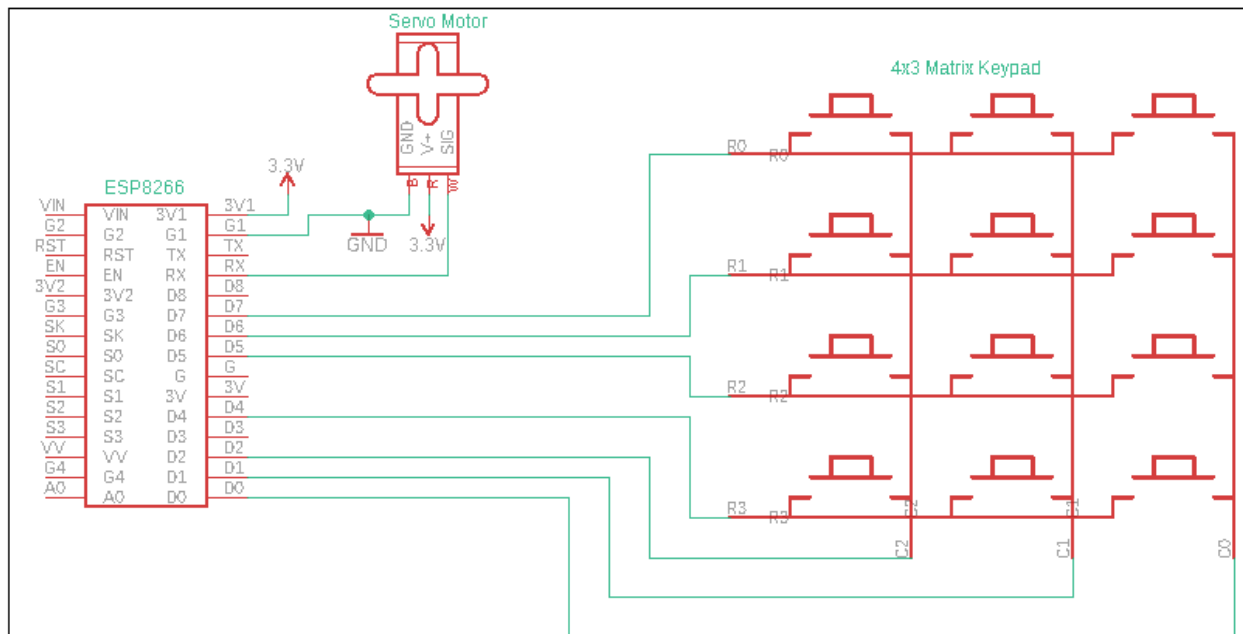 Servo Motor
4x3 Matrix Keypad
GND
V+
SIG
B
R
W
3.3V
GND
3.3V
ESP8266
VIN VIN 3V1 3V1
G2 G2 G1 G1
RST RST TX TX
EN EN RX RX
3V2 3V2 D8 D8
G3 G3 D7 D7
SK SK D6 D6
S0 S0 D5 D5
SC SC G G
S1 S1 3V 3V
S2 S2 D4 D4
S3 S3 D3 D3
VV VV D2 D2
G4 G4 D1 D1
A0 A0 D0 D0
R0 R0
R1 R1
R2 R2
R3 R3
C2 C1
C2 C1 C0